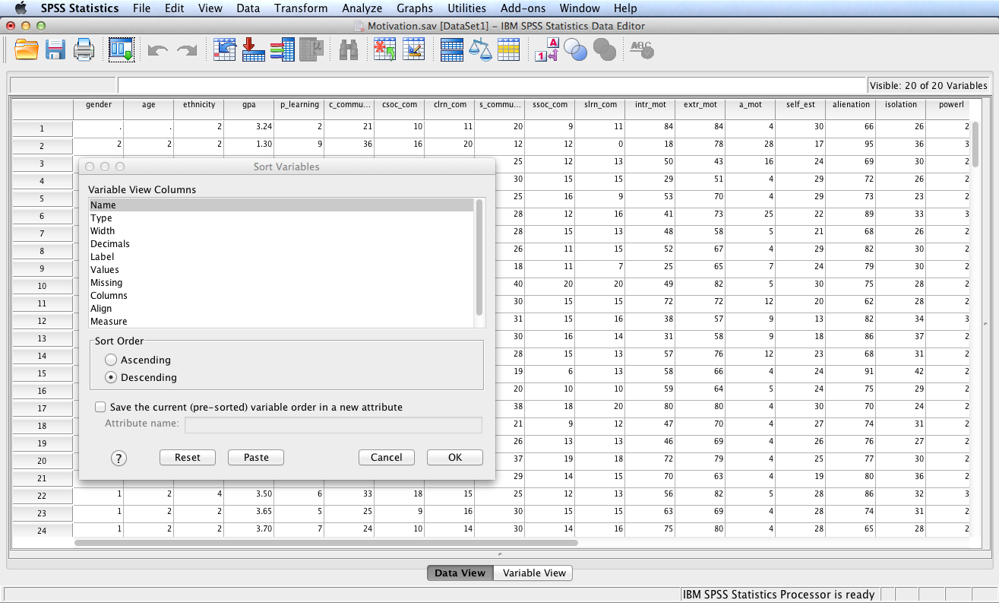 SPSS Statistics File Edit View Data Transform Analyze Graphs Utilities Add-ons Window Help
Motivation.sav [DataSet1] – IBM SPSS Statistics Data Editor
Visible: 20 of 20 Variables
gender age ethnicity gpa p_learning c_commu... csoc_com clrn_com s_commu... ssoc_com slrn_com intr_mot extr_mot a_mot self_est alienation isolation powerl
1 . . 2 3.24 2 21 10 11 20 9 11 84 84 4 30 66 26 2
2 2 2 2 1.30 9 36 16 20 12 12 0 18 78 28 17 95 36 3
3 25 12 13 50 43 16 24 69 30 2
4 30 15 15 29 51 4 29 72 26 2
5 25 16 9 53 70 4 29 73 23 2
6 28 12 16 41 73 25 22 89 33 3
7 28 15 13 48 58 5 21 68 26 2
8 26 11 15 52 67 4 29 82 30 2
9 18 11 7 25 65 7 24 79 30 2
10 40 20 20 49 82 5 30 75 28 2
11 30 15 15 72 72 12 20 62 28 2
12 31 15 16 38 57 9 13 82 34 3
13 30 16 14 31 58 9 18 86 37 2
14 28 15 13 57 76 12 23 68 31 2
15 19 6 13 58 66 4 24 91 42 2
16 20 10 10 59 64 5 24 75 29 2
17 38 18 20 80 80 4 30 70 24 2
18 21 9 12 47 70 4 27 74 31 2
19 26 13 13 46 69 4 26 76 27 2
20 37 19 18 72 79 4 25 77 30 2
21 29 14 15 70 63 4 19 80 36 2
22 1 2 4 3.50 6 33 18 15 25 12 13 56 82 5 28 86 32 3
23 1 2 2 3.65 5 25 9 16 30 15 15 63 69 4 28 74 31 2
24 1 2 2 3.70 7 24 10 14 30 14 16 75 80 4 28 65 28 2
Sort Variables
Variable View Columns
Name
Type
Width
Decimals
Label
Values
Missing
Columns
Align
Measure
Sort Order
Ascending
Descending
Save the current (pre-sorted) variable order in a new attribute
Attribute name:
? Reset Paste Cancel OK
Data View Variable View
IBM SPSS Statistics Processor is ready